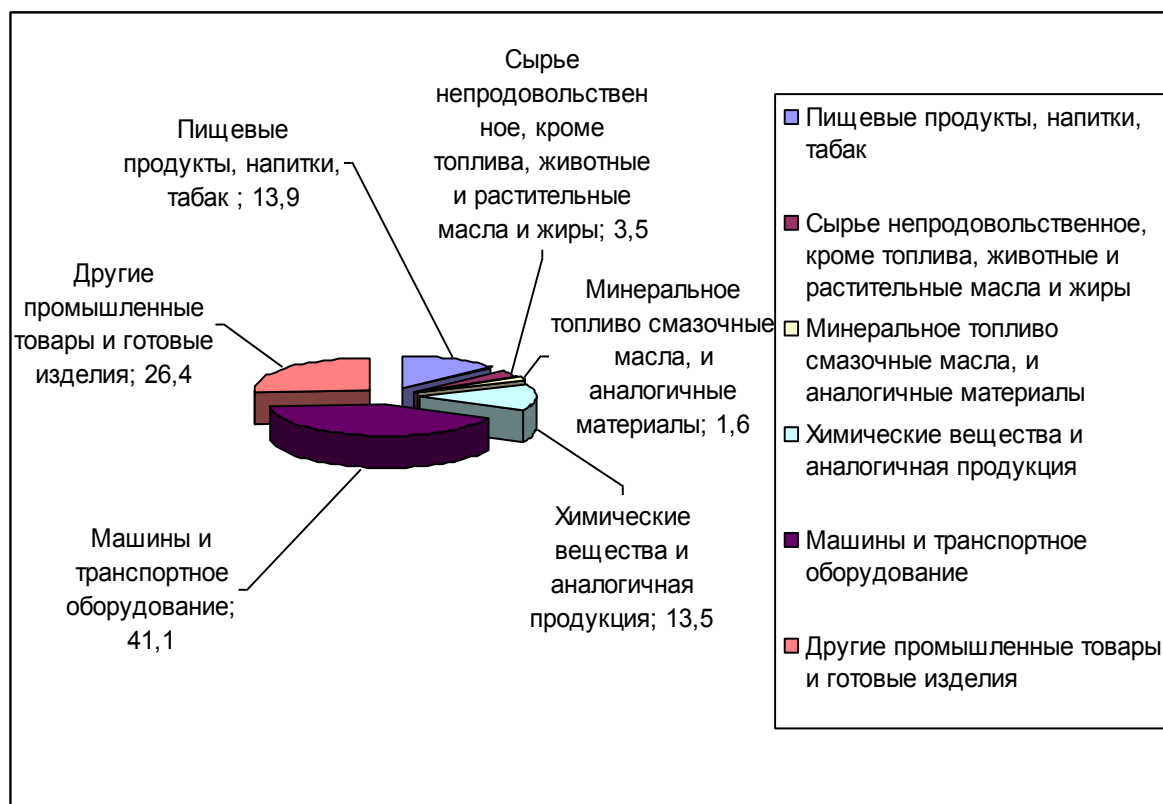 Сырье
непродовольствен
ное, кроме
топлива, животные
и растительные
масла и жиры; 3,5
Пищевые
продукты, напитки,
табак ; 13,9
Другие
промышленные
товары и готовые
изделия; 26,4
Минеральное
топливо смазочные
масла, и
аналогичные
материалы; 1,6
Машины и
транспортное
оборудование;
41,1
Химические
вещества и
аналогичная
продукция; 13,5
Пищевые продукты, напитки,
табак
Сырье непродовольственное,
кроме топлива, животные и
растительные масла и жиры
Минеральное топливо
смазочные масла, и
аналогичные материалы
Химические вещества и
аналогичная продукция
Машины и транспортное
оборудование
Другие промышленные товары
и готовые изделия